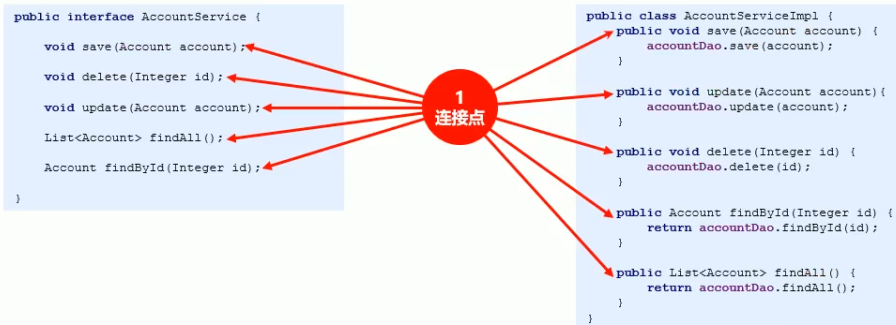 public interface AccountService {
void save(Account account);
void delete(Integer id);
void update(Account account);
List<Account> findAll();
Account findById(Integer id);
}
1
连接点
public class AccountServiceImpl {
public void save(Account account) {
accountDao.save(account);
}
public void update(Account account){
accountDao.update(account);
}
public void delete(Integer id) {
accountDao.delete(id);
}
public Account findById(Integer id) {
return accountDao.findById(id);
}
public List<Account> findAll() {
return accountDao.findAll();
}
}